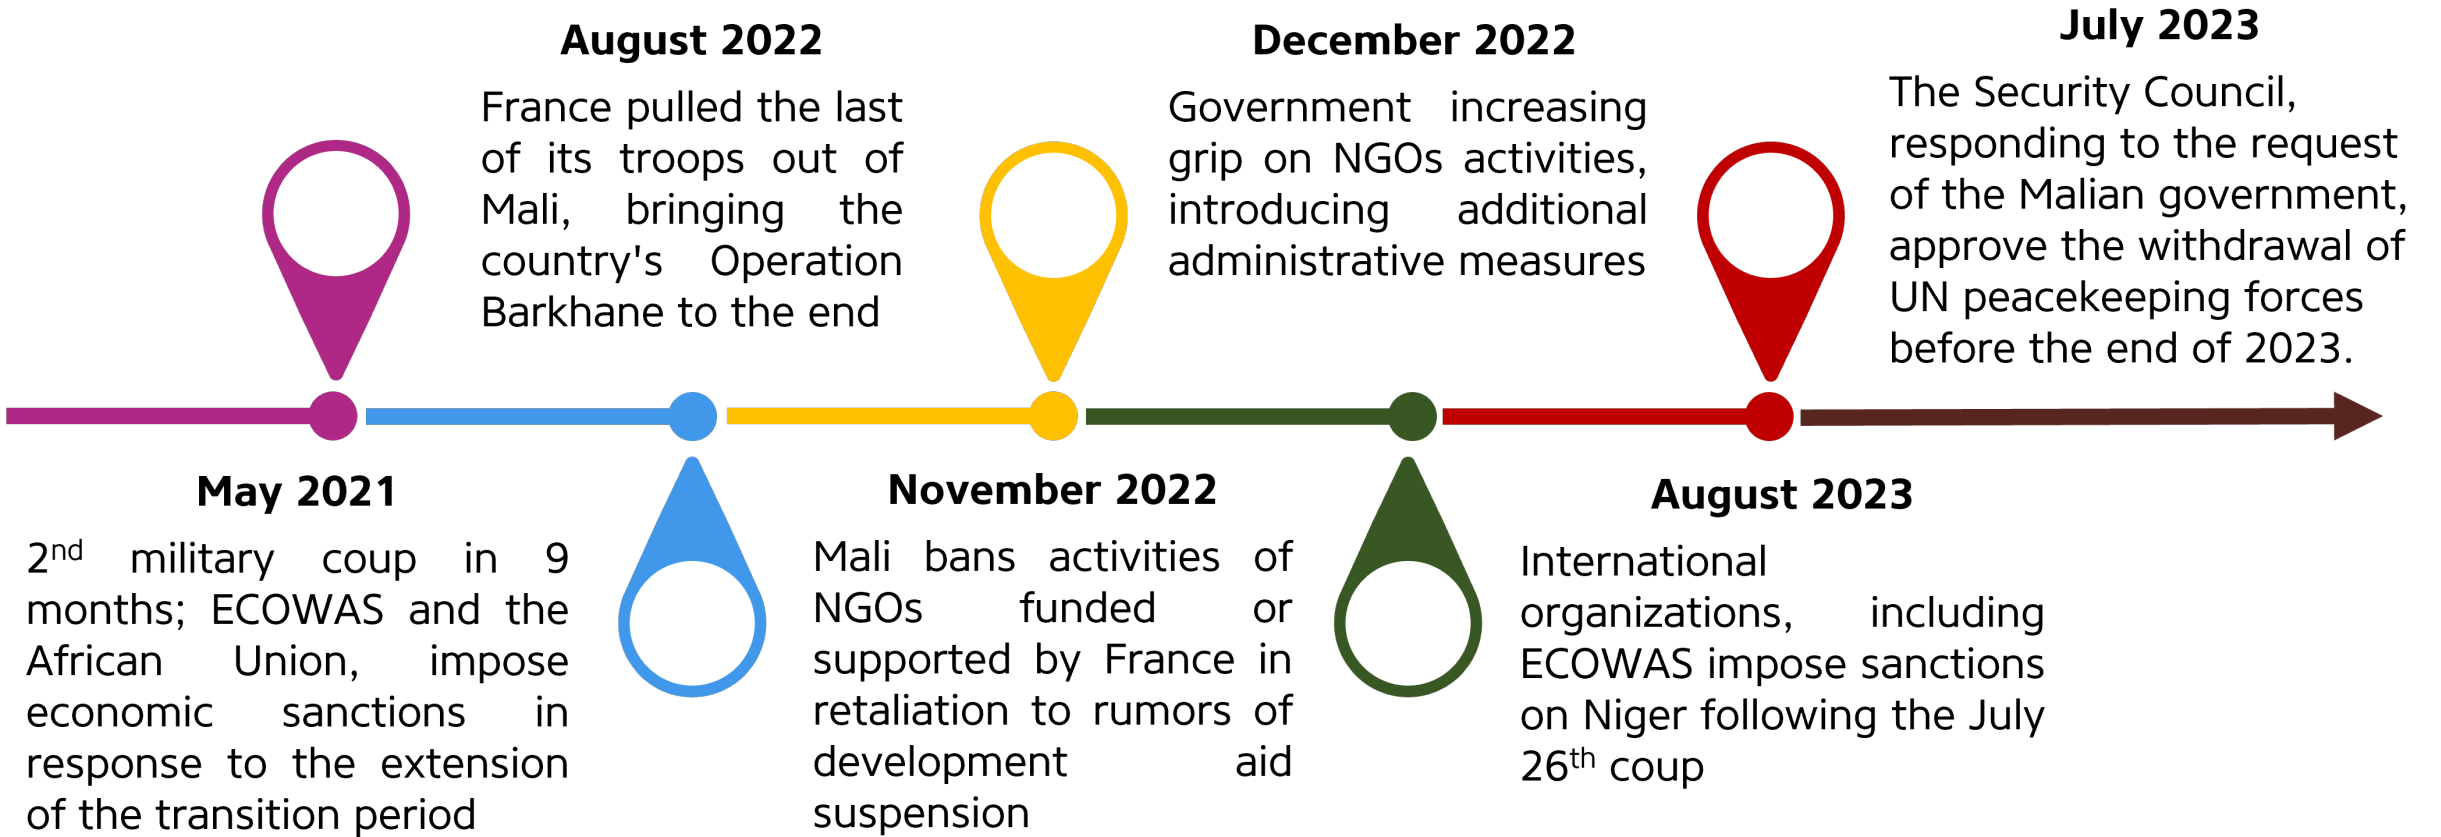 May 2021
2nd military coup in 9
months; ECOWAS and the
African Union, impose
economic sanctions in
response to the extension
of the transition period
August 2022
France pulled the last
of its troops out of
Mali, bringing the
country's Operation
Barkhane to the end
November 2022
Mali bans activities of
NGOs funded or
supported by France in
retaliation to rumors of
development aid
suspension
December 2022
Government increasing
grip on NGOs activities,
introducing additional
administrative measures
July 2023
The Security Council,
responding to the request
of the Malian government,
approve the withdrawal of
UN peacekeeping forces
before the end of 2023.
August 2023
International
organizations, including
ECOWAS impose sanctions
on Niger following the July
26th coup